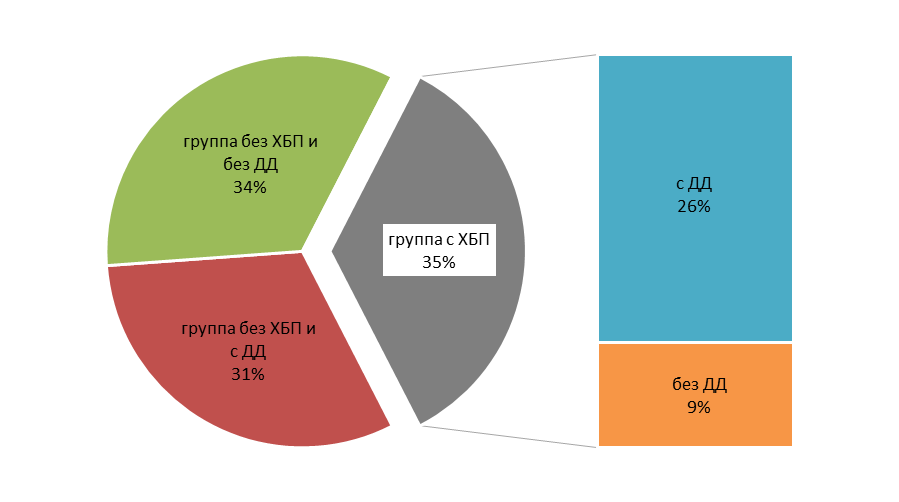 группа без ХБП и
без ДД
34%
группа с ХБП
35%
группа без ХБП и
с ДД
31%
с ДД
26%
без ДД
9%